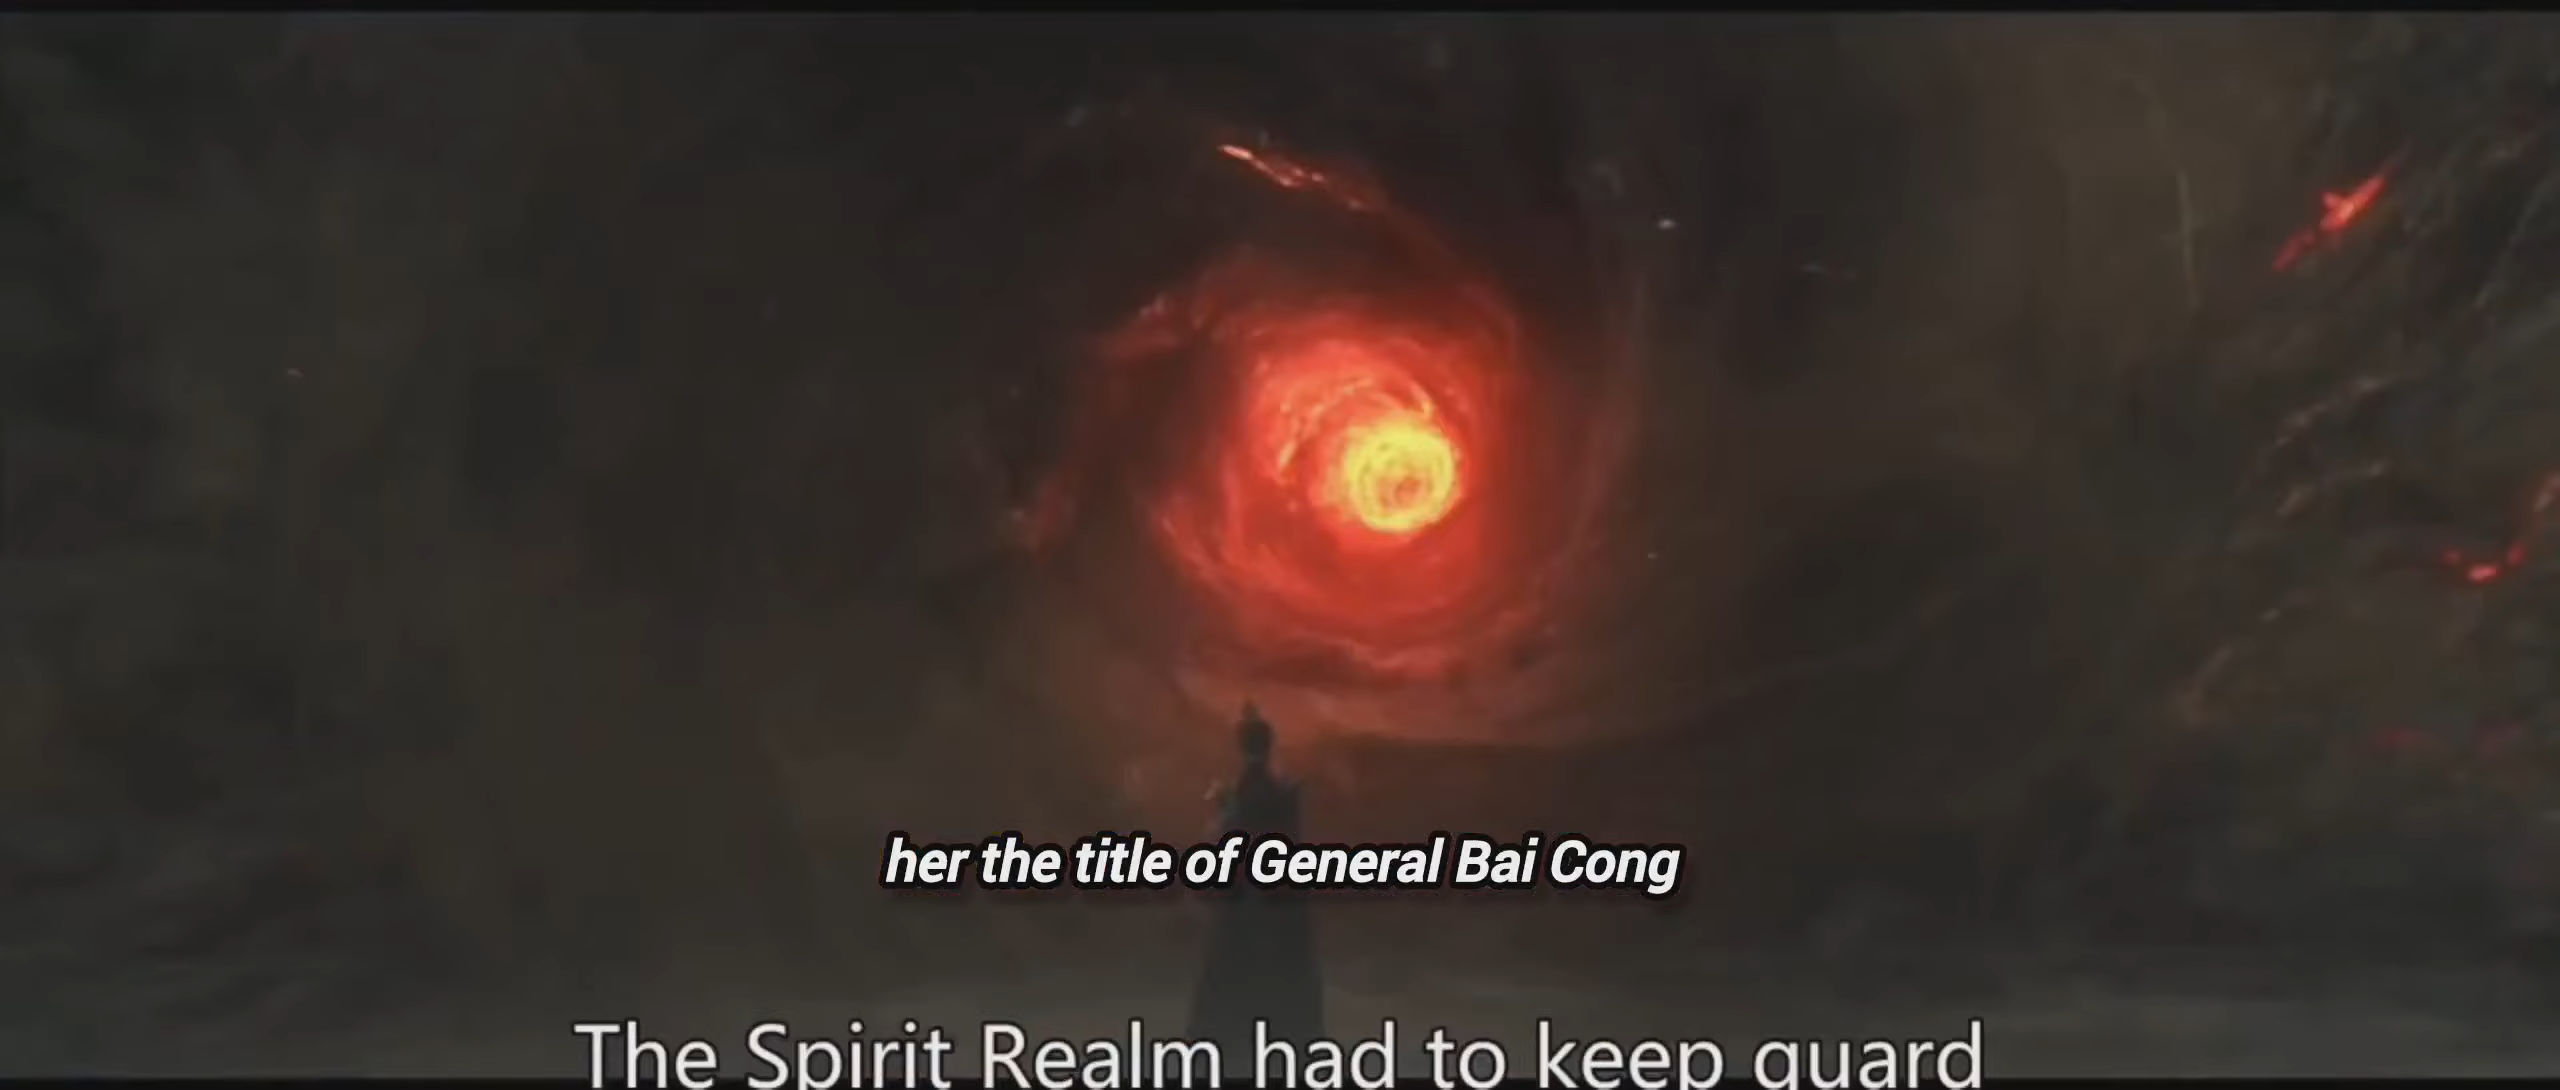 her the title of General Bai Cong
The Spirit Realm had to keep guard